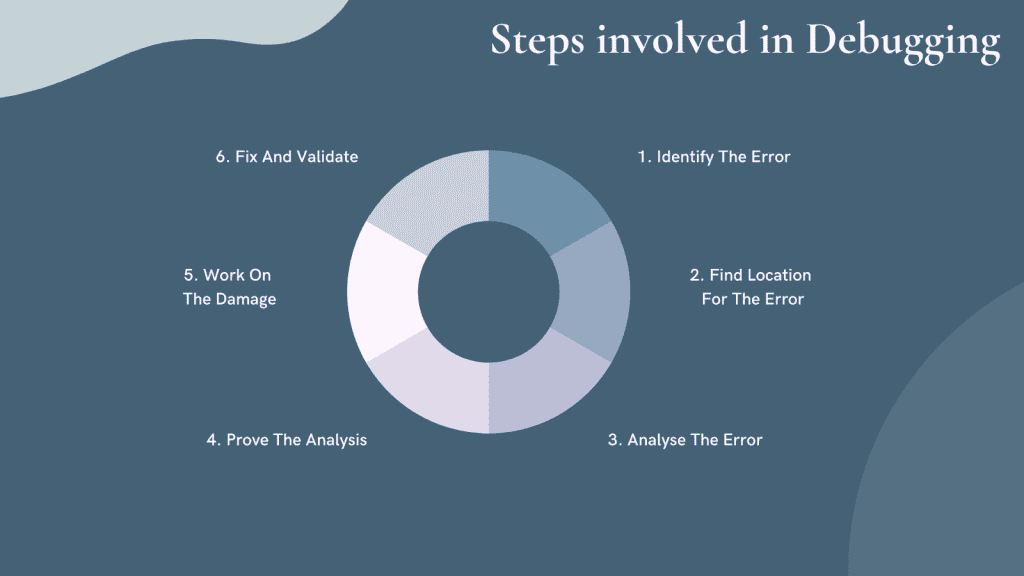 Steps involved in Debugging
1. Identify The Error
2. Find Location
For The Error
3. Analyse The Error
4. Prove The Analysis
5. Work On
The Damage
6. Fix And Validate